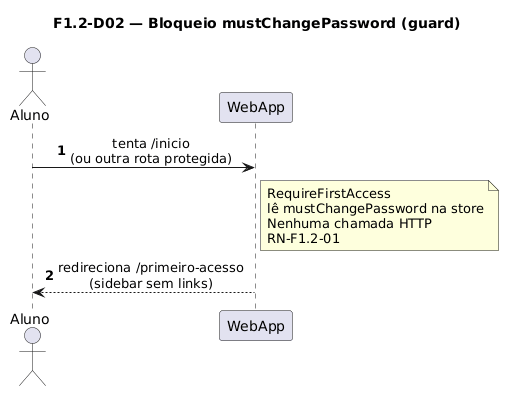 F1.2-D02 — Bloqueio mustChangePassword (guard)
Aluno
WebApp
1 tenta /inicio
(ou outra rota protegida)
RequireFirstAccess
lê mustChangePassword na store
Nenhuma chamada HTTP
RN-F1.2-01
2 redireciona /primeiro-acesso
(sidebar sem links)
Aluno
WebApp